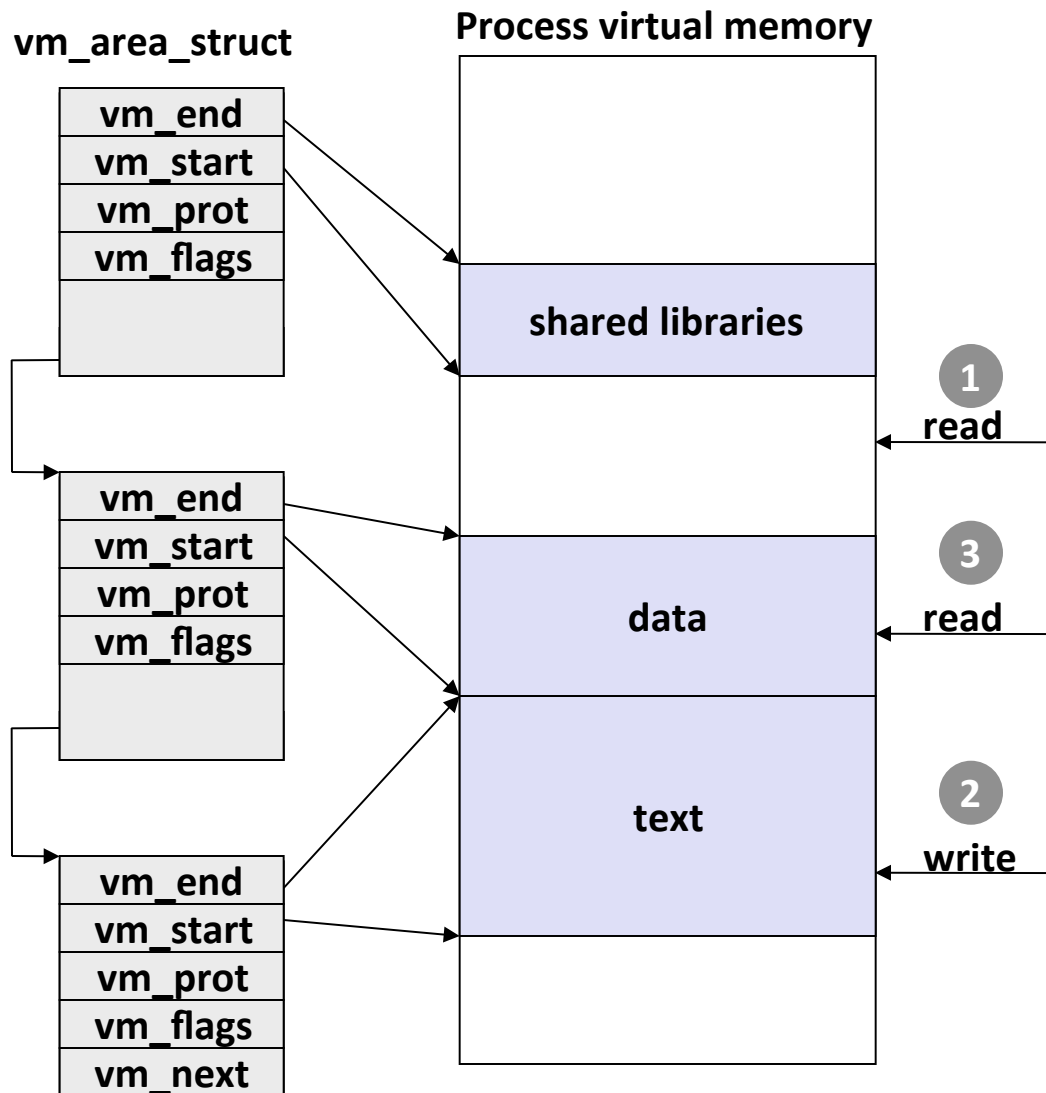 Process virtual memory
vm_area_struct
vm_end
vm_start
vm_prot
vm_flags
shared libraries
1
read
vm_end
vm_start
vm_prot
vm_flags
data
3
read
text
2
write
vm_end
vm_start
vm_prot
vm_flags
vm_next